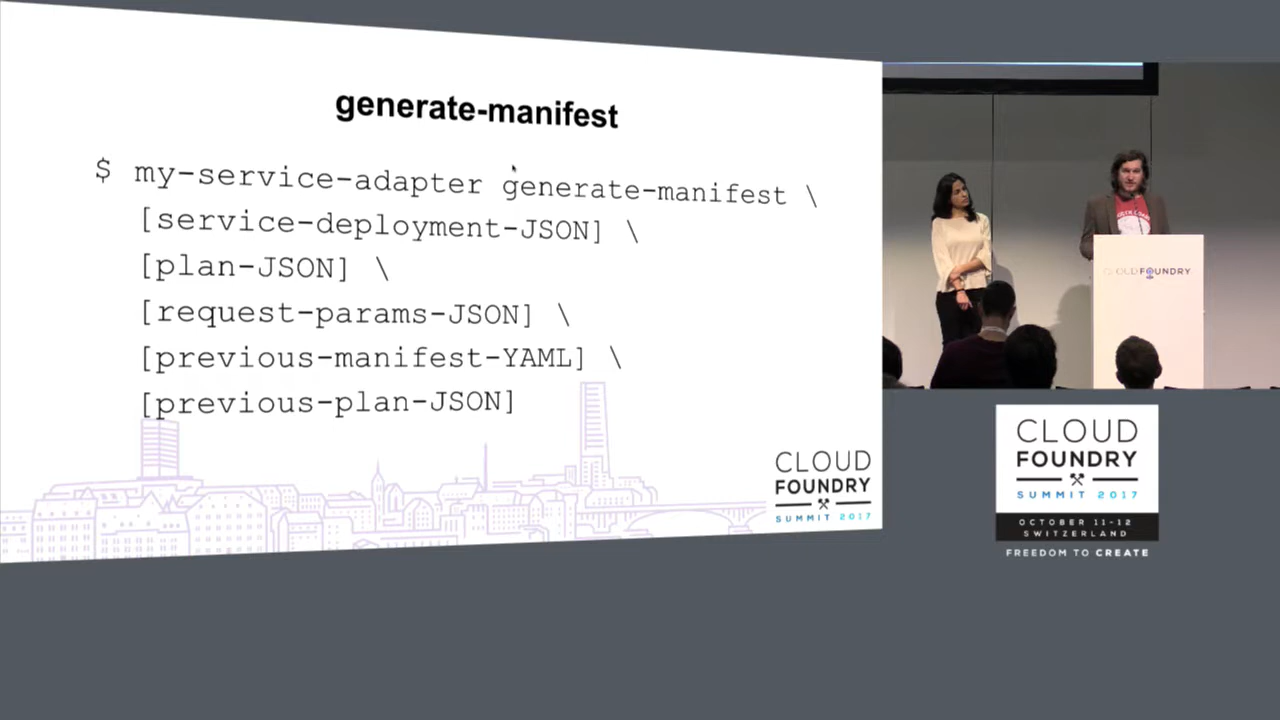 generate-manifest
$ my-service-adapter generate-manifest \
[service-deployment-JSON] \
[plan-JSON] \
[request-params-JSON] \
[previous-manifest-YAML] \
[previous-plan-JSON]
CLOUD
FOUNDRY
SUMMIT 2017
CLOUDFOUNDRY
CLOUD
FOUNDRY
SUMMIT 2017
OCTOBER 11-12
SWITZERLAND
FREEDOM TO CREATE